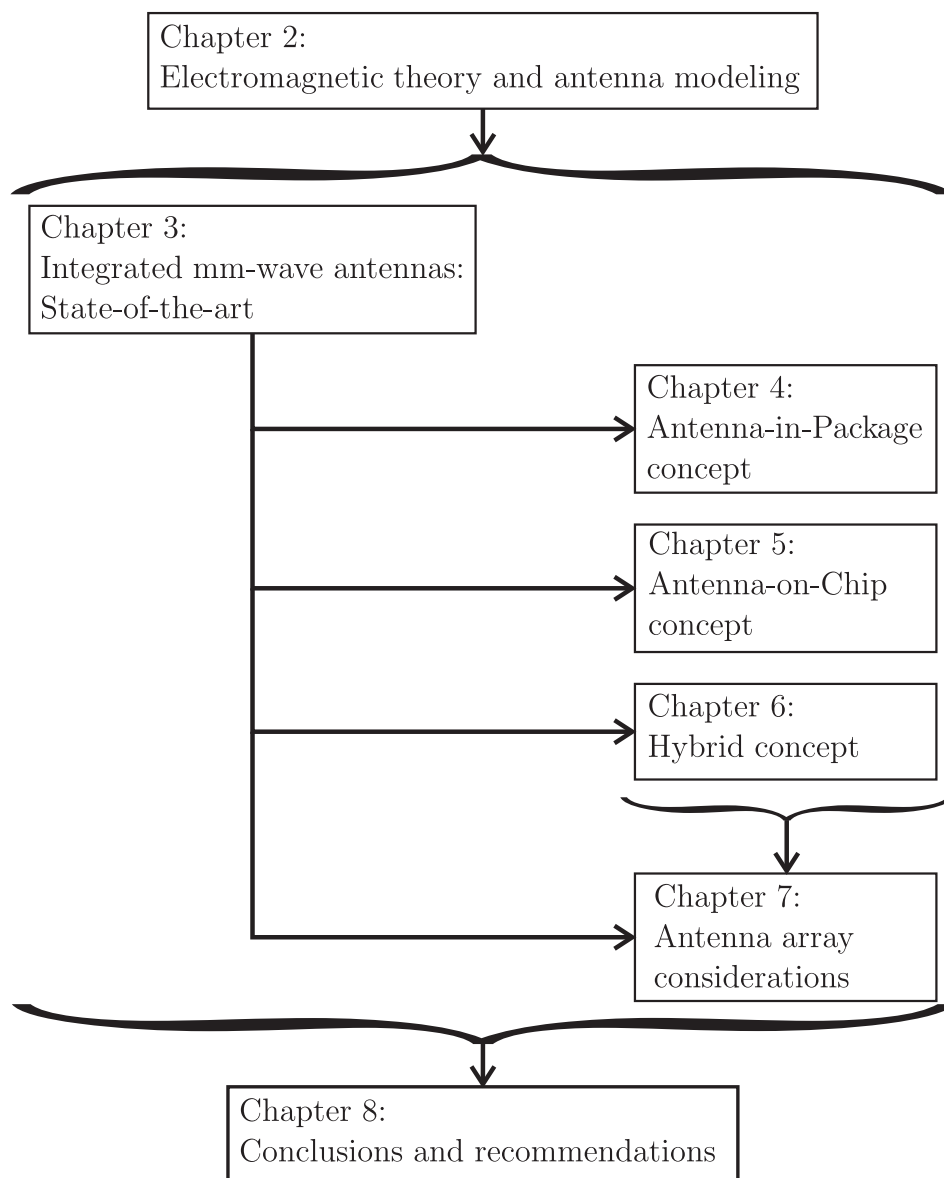 Chapter 2:
Electromagnetic theory and antenna modeling
Chapter 3:
Integrated mm-wave antennas:
State-of-the-art
Chapter 4:
Antenna-in-Package
concept
Chapter 5:
Antenna-on-Chip
concept
Chapter 6:
Hybrid concept
Chapter 7:
Antenna array
considerations
Chapter 8:
Conclusions and recommendations